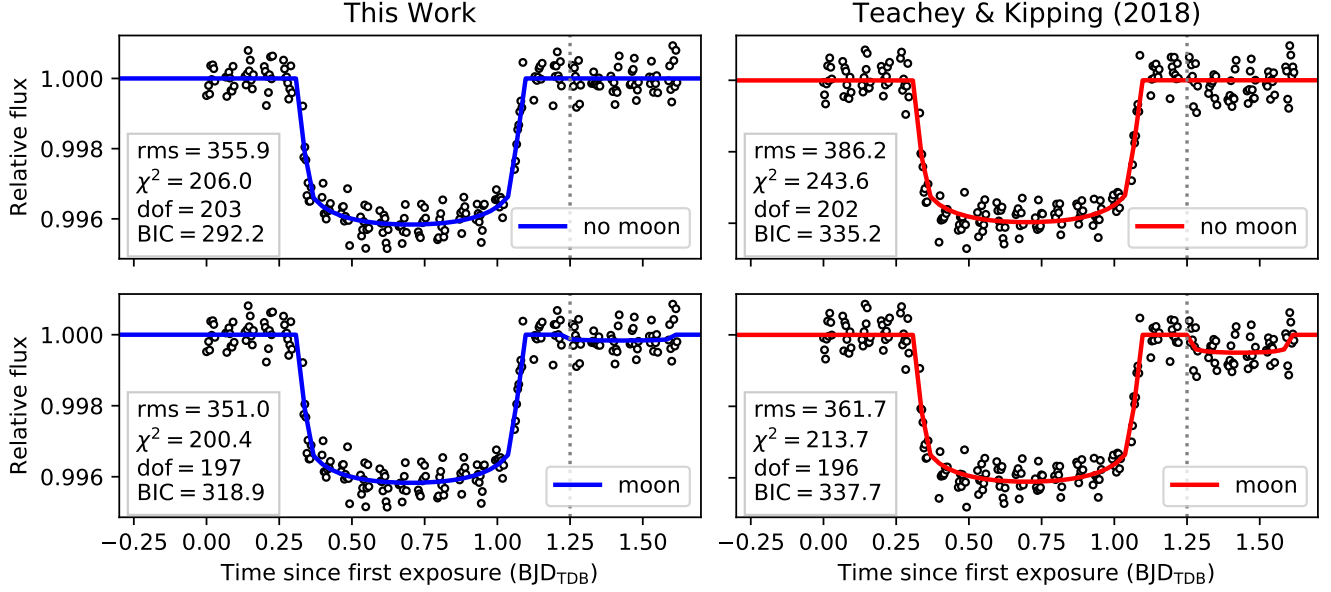 This Work
Teachey & Kipping (2018)
Relative flux
1.000
0.998
0.996
rms = 355.9
χ² = 206.0
dof = 203
BIC = 292.2
no moon
rms = 386.2
χ² = 243.6
dof = 202
BIC = 335.2
no moon
Relative flux
1.000
0.998
0.996
rms = 351.0
χ² = 200.4
dof = 197
BIC = 318.9
moon
rms = 361.7
χ² = 213.7
dof = 196
BIC = 337.7
moon
−0.25 0.00 0.25 0.50 0.75 1.00 1.25 1.50
−0.25 0.00 0.25 0.50 0.75 1.00 1.25 1.50
Time since first exposure (BJD_TDB)
Time since first exposure (BJD_TDB)